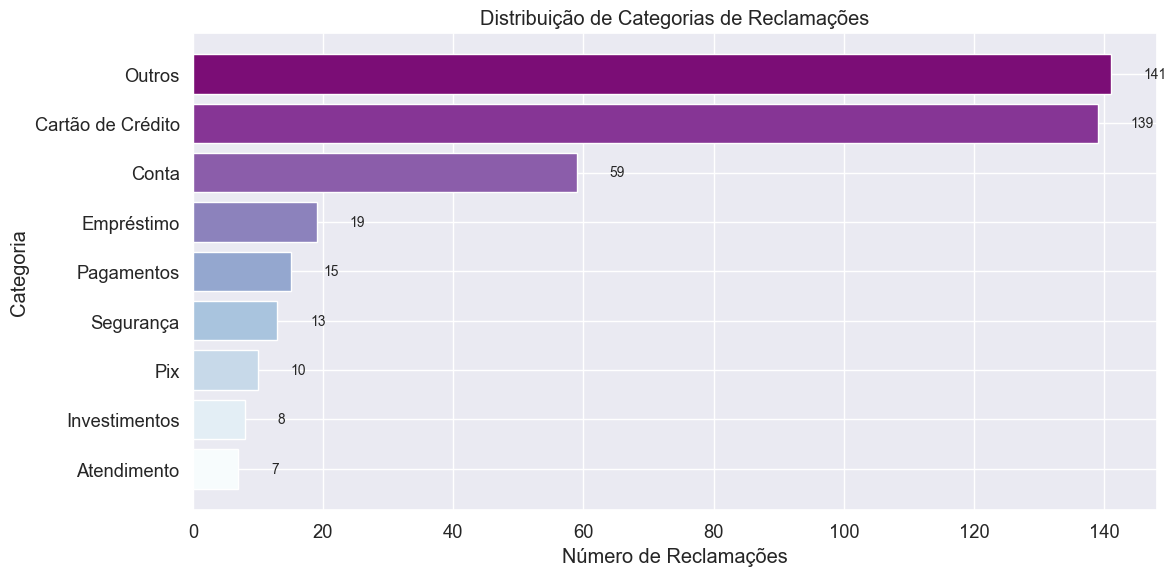 Distribuição de Categorias de Reclamações
Categoria
Outros 141
Cartão de Crédito 139
Conta 59
Empréstimo 19
Pagamentos 15
Segurança 13
Pix 10
Investimentos 8
Atendimento 7
0 20 40 60 80 100 120 140
Número de Reclamações